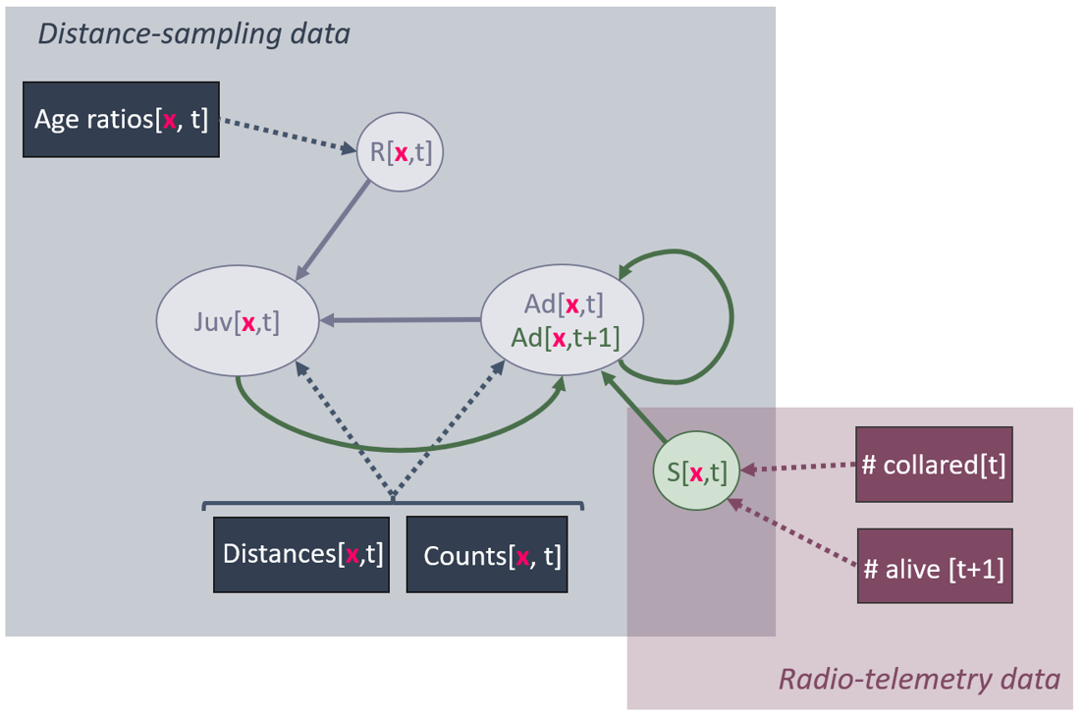 Distance-sampling data
Age ratios[x, t]
R[x,t]
Juv[x,t]
Ad[x,t]
Ad[x,t+1]
S[x,t]
# collared[t]
# alive [t+1]
Distances[x,t]
Counts[x, t]
Radio-telemetry data